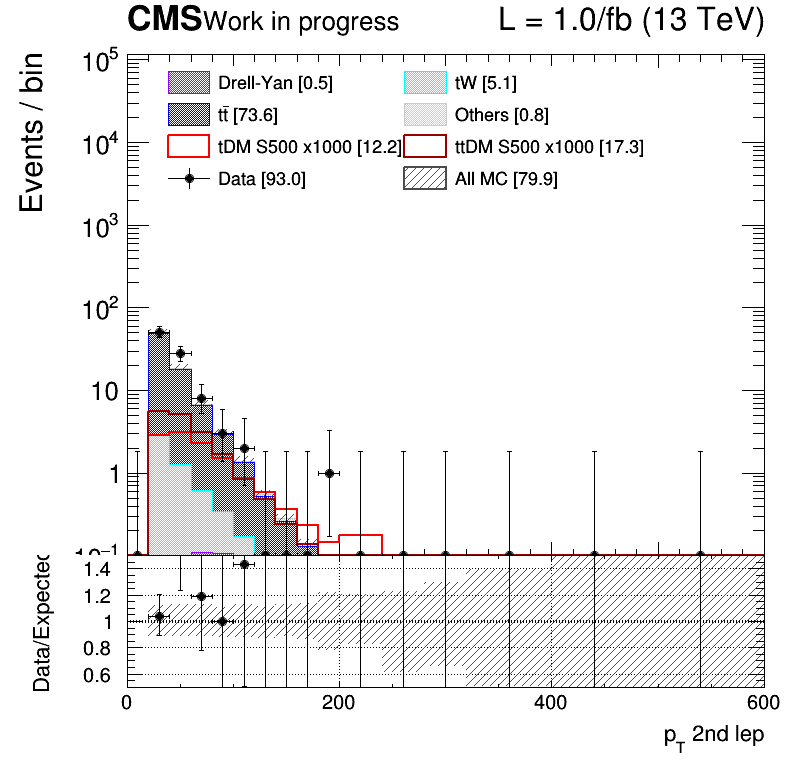 CMS Work in progress L = 1.0/fb (13 TeV)
Events / bin
Drell-Yan [0.5] tW [5.1]
tt̄ [73.6] Others [0.8]
tDM S500 x1000 [12.2] ttDM S500 x1000 [17.3]
Data [93.0] All MC [79.9]
10⁵
10⁴
10³
10²
10
1
10⁻¹
Data/Expected
1.4
1.2
1
0.8
0.6
0 200 400 600
p_T 2nd lep